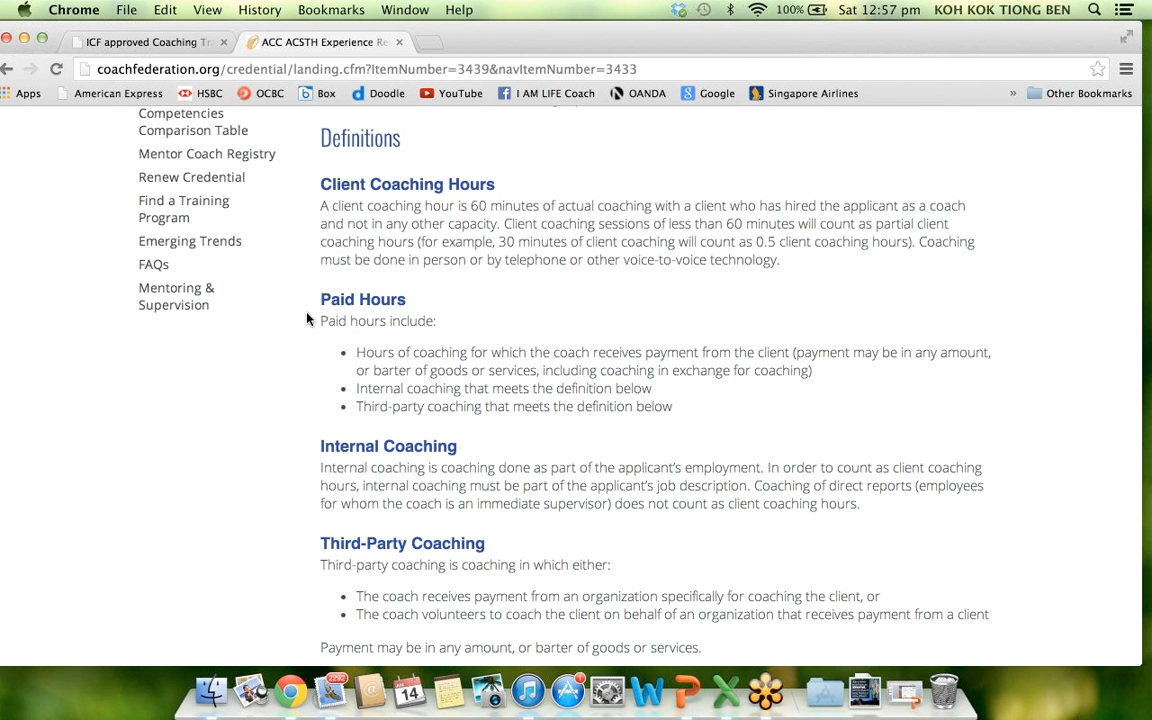 Chrome File Edit View History Bookmarks Window Help 100% Sat 12:57 pm KOH KOK TIONG BEN
ICF approved Coaching Tra ACC ACSTH Experience Re
coachfederation.org/credential/landing.cfm?ItemNumber=3439&navItemNumber=3433
Apps American Express HSBC OCBC Box Doodle YouTube I AM LIFE Coach OANDA Google Singapore Airlines » Other Bookmarks
Competencies
Comparison Table
Mentor Coach Registry
Renew Credential
Find a Training
Program
Emerging Trends
FAQs
Mentoring &
Supervision
Definitions
Client Coaching Hours
A client coaching hour is 60 minutes of actual coaching with a client who has hired the applicant as a coach
and not in any other capacity. Client coaching sessions of less than 60 minutes will count as partial client
coaching hours (for example, 30 minutes of client coaching will count as 0.5 client coaching hours). Coaching
must be done in person or by telephone or other voice-to-voice technology.
Paid Hours
Paid hours include:
• Hours of coaching for which the coach receives payment from the client (payment may be in any amount,
or barter of goods or services, including coaching in exchange for coaching)
• Internal coaching that meets the definition below
• Third-party coaching that meets the definition below
Internal Coaching
Internal coaching is coaching done as part of the applicant's employment. In order to count as client coaching
hours, internal coaching must be part of the applicant's job description. Coaching of direct reports (employees
for whom the coach is an immediate supervisor) does not count as client coaching hours.
Third-Party Coaching
Third-party coaching is coaching in which either:
• The coach receives payment from an organization specifically for coaching the client, or
• The coach volunteers to coach the client on behalf of an organization that receives payment from a client
Payment may be in any amount, or barter of goods or services.
2292
14
1